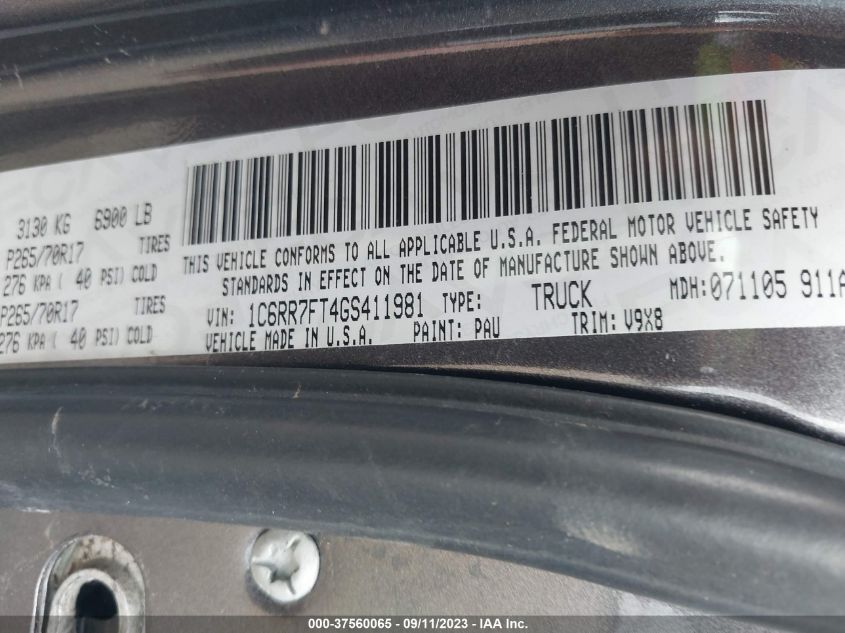 3130 KG 6900 LB
P265/70R17 TIRES
276 KPA ( 40 PSI) COLD
P265/70R17 TIRES
276 KPA ( 40 PSI) COLD
THIS VEHICLE CONFORMS TO ALL APPLICABLE U.S.A. FEDERAL MOTOR VEHICLE SAFETY
STANDARDS IN EFFECT ON THE DATE OF MANUFACTURE SHOWN ABOVE.
VIN: 1C6RR7FT4GS411981 TYPE: TRUCK MDH:071105 911A
VEHICLE MADE IN U.S.A. PAINT: PAU TRIM: V9X8
000-37560065 - 09/11/2023 - IAA Inc.